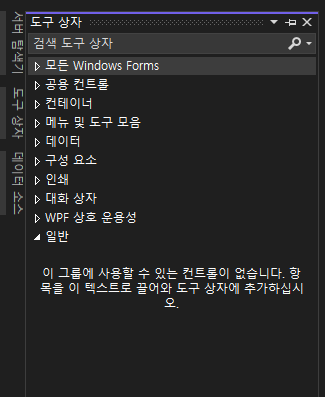 도구 상자
검색 도구 상자
모든 Windows Forms
공용 컨트롤
컨테이너
메뉴 및 도구 모음
데이터
구성 요소
인쇄
대화 상자
WPF 상호 운용성
일반
이 그룹에 사용할 수 있는 컨트롤이 없습니다. 항
목을 이 텍스트로 끌어와 도구 상자에 추가하십시
오.
서버 탐색기
도구 상자
데이터 소스